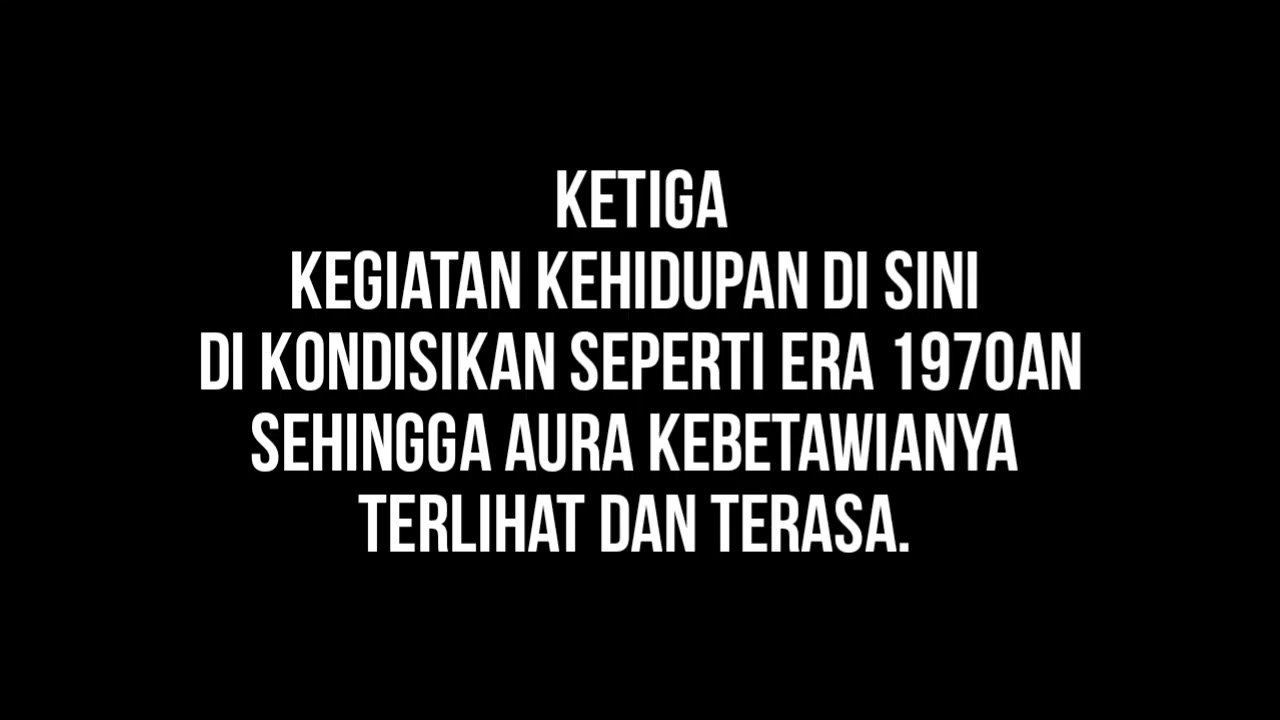 KETIGA
KEGIATAN KEHIDUPAN DI SINI
DI KONDISIKAN SEPERTI ERA 1970AN
SEHINGGA AURA KEBETAWIANYA
TERLIHAT DAN TERASA.